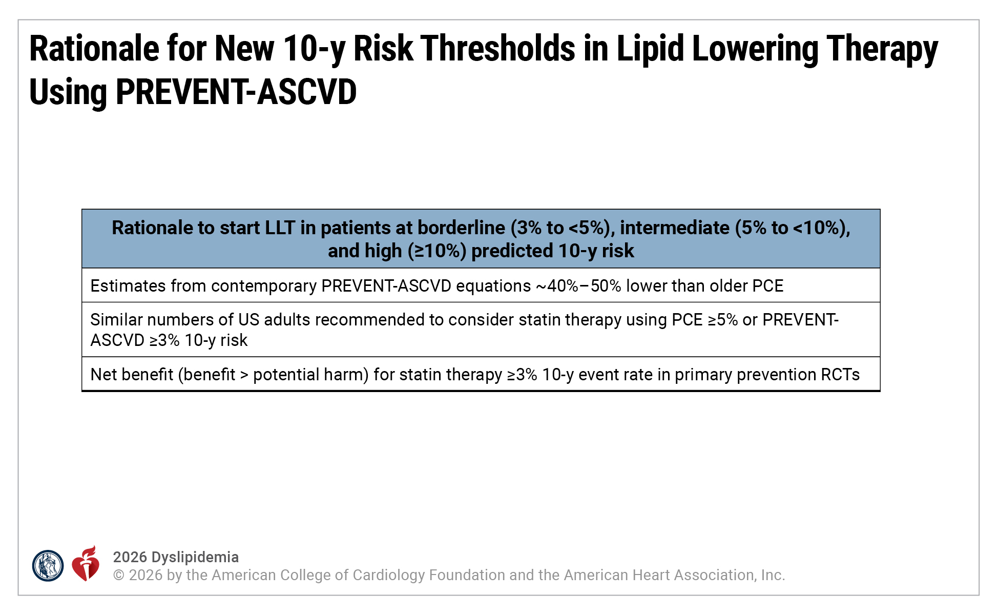 Rationale for New 10-y Risk Thresholds in Lipid Lowering Therapy
Using PREVENT-ASCVD
Rationale to start LLT in patients at borderline (3% to <5%), intermediate (5% to <10%),
and high (≥10%) predicted 10-y risk
Estimates from contemporary PREVENT-ASCVD equations ~40%–50% lower than older PCE
Similar numbers of US adults recommended to consider statin therapy using PCE ≥5% or PREVENT-
ASCVD ≥3% 10-y risk
Net benefit (benefit > potential harm) for statin therapy ≥3% 10-y event rate in primary prevention RCTs
2026 Dyslipidemia
© 2026 by the American College of Cardiology Foundation and the American Heart Association, Inc.